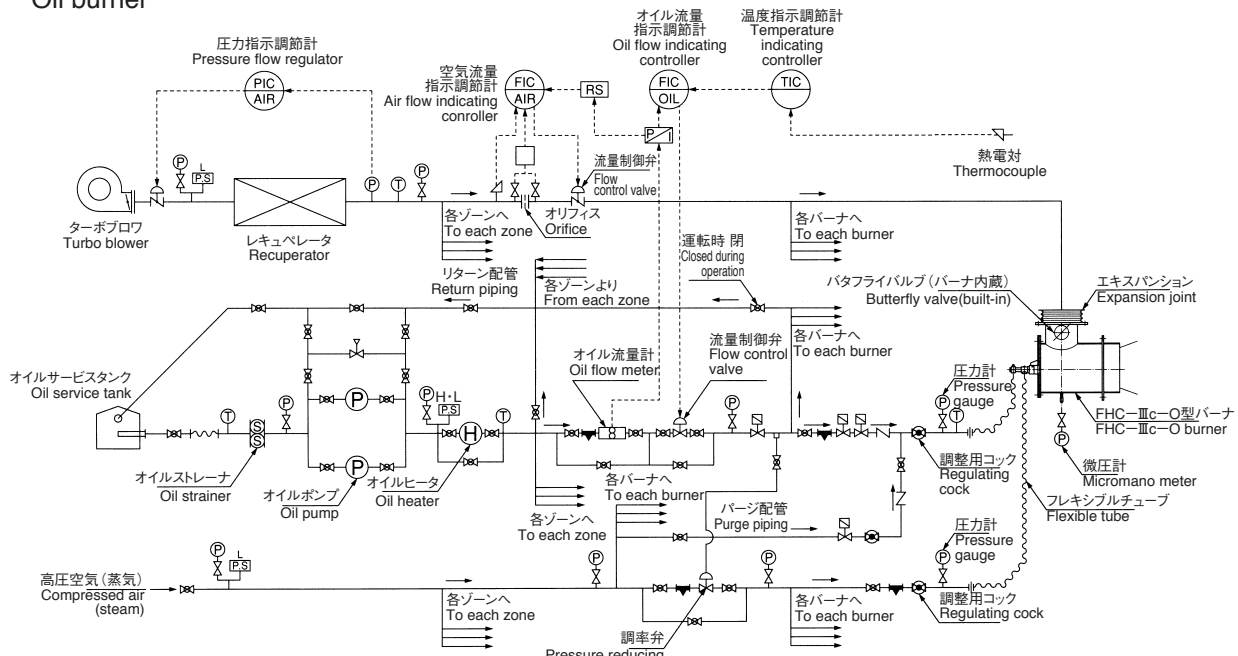 Oil burner
圧力指示調節計
Pressure flow regulator
PIC
AIR
空気流量
指示調節計
Air flow indicating
conroller
FIC
AIR
RS
オイル流量
指示調節計
Oil flow indicating
controller
FIC
OIL
温度指示調節計
Temperature
indicating
controller
TIC
P
I
熱電対
Thermocouple
P
L
P.S
P
T
P
流量制御弁
Flow
control valve
ターボブロワ
Turbo blower
レキュペレータ
Recuperator
各ゾーンへ
To each zone
オリフィス
Orifice
各バーナへ
To each burner
運転時 閉
Closed during
operation
リターン配管
Return piping
各ゾーンより
From each zone
バタフライバルブ(バーナ内蔵)
Butterfly valve(built-in)
エキスパンション
Expansion joint
各バーナへ
To each burner
オイルサービスタンク
Oil service tank
オイル流量計
Oil flow meter
流量制御弁
Flow control
valve
圧力計
Pressure
gauge
P
T
P
P
H・L
P.S
T
H
P
P
P
T
S
S
8
FHC-Ⅲc-O型バーナ
FHC-Ⅲc-O burner
P
微圧計
Micromano meter
オイルストレーナ
Oil strainer
オイルポンプ
Oil pump
オイルヒータ
Oil heater
各バーナへ
To each burner
調整用コック
Regulating
cock
フレキシブルチューブ
Flexible tube
各ゾーンへ
To each zone
パージ配管
Purge piping
圧力計
Pressure
gauge
P
L
P.S
P
P
P
高圧空気(蒸気)
Compressed air
(steam)
各ゾーンへ
To each zone
調率弁
Pressure reducing
各バーナへ
To each burner
調整用コック
Regulating cock